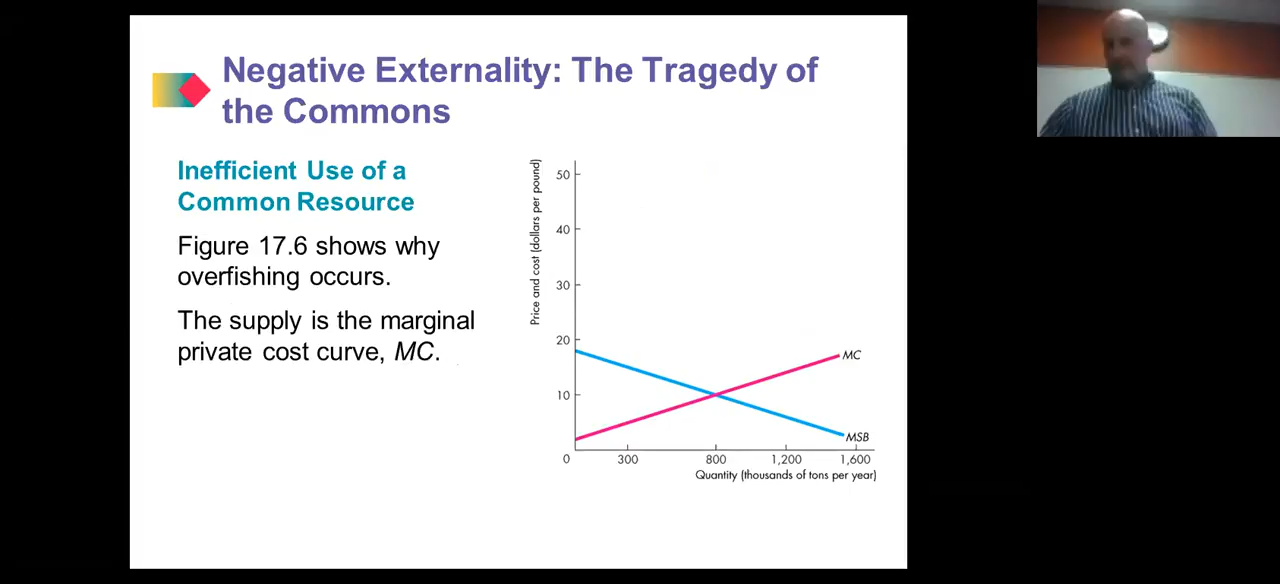 Negative Externality: The Tragedy of
the Commons
Inefficient Use of a
Common Resource
Figure 17.6 shows why
overfishing occurs.
The supply is the marginal
private cost curve, MC.
Price and cost (dollars per pound)
50
40
30
20
10
0
300
800
1,200
1,600
MC
MSB
Quantity (thousands of tons per year)